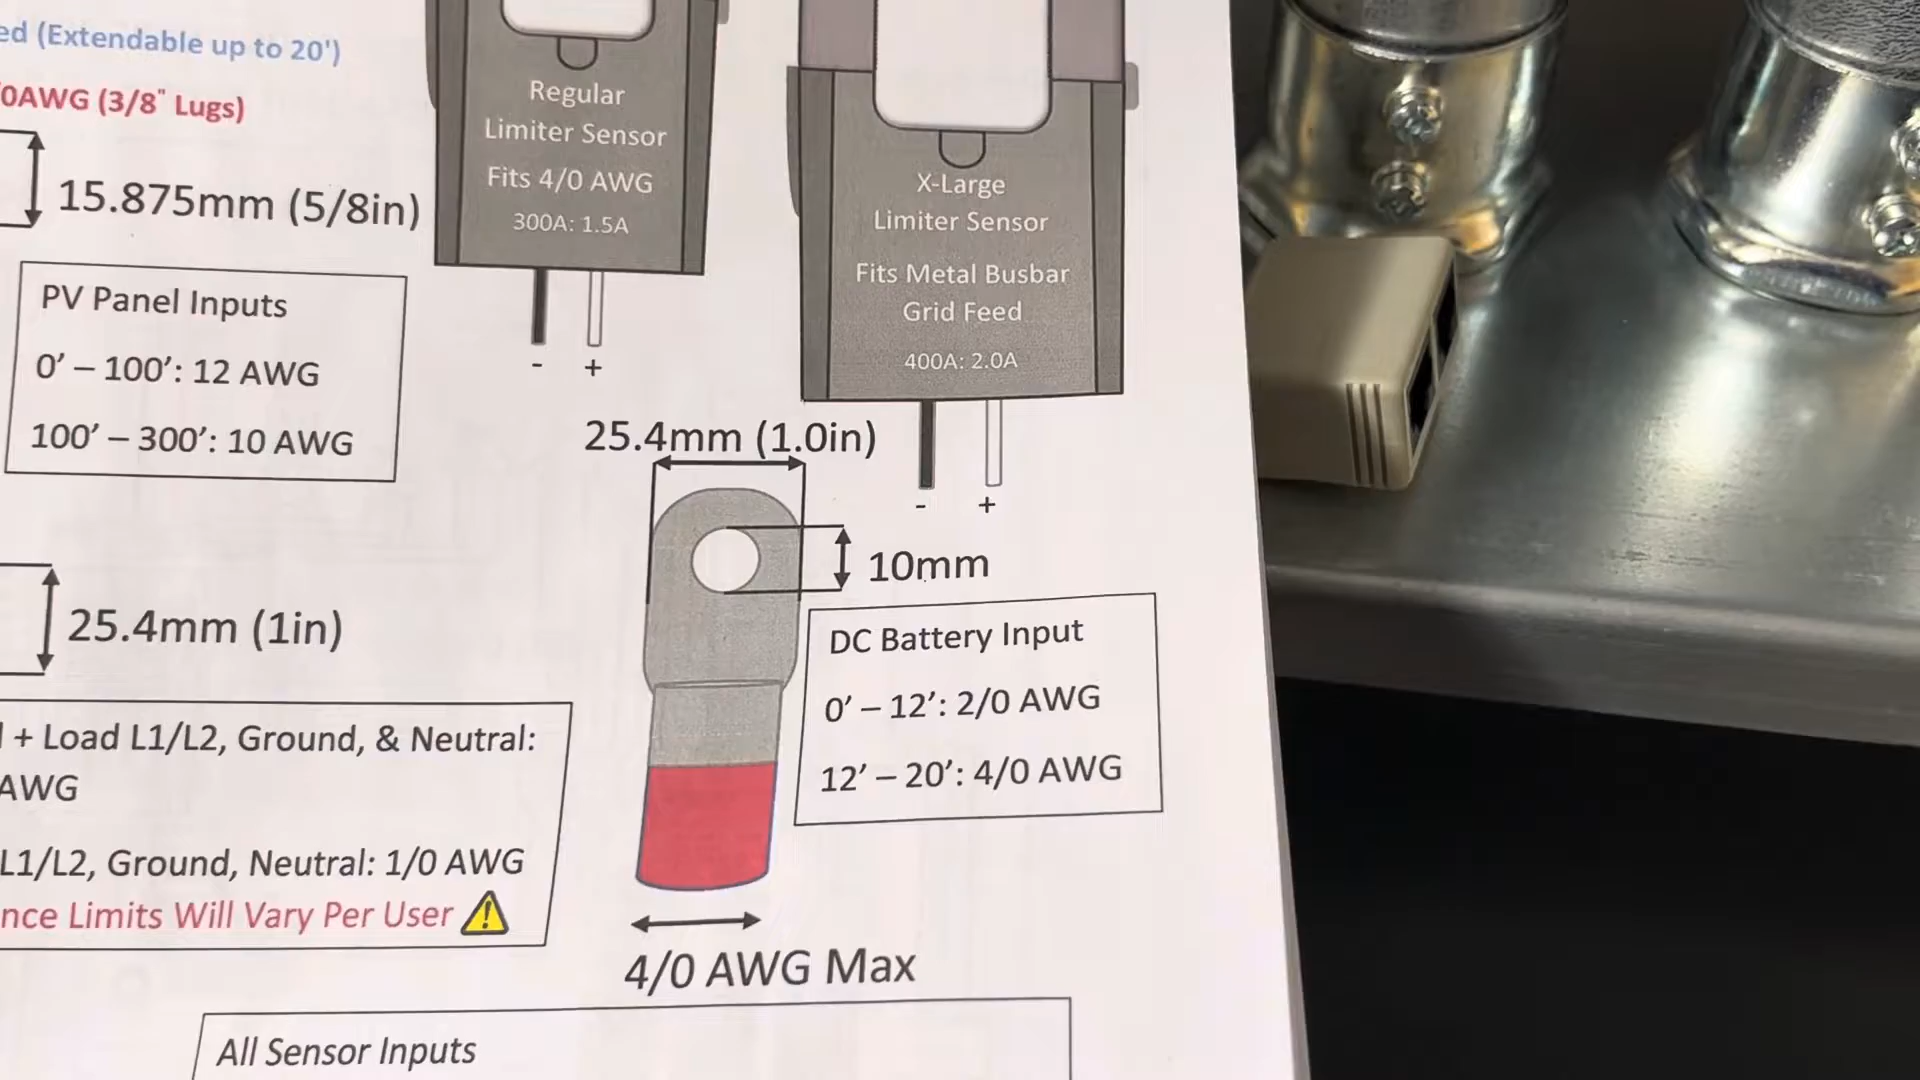 ed (Extendable up to 20')
0AWG (3/8" Lugs)
15.875mm (5/8in)
Regular
Limiter Sensor
Fits 4/0 AWG
300A: 1.5A
- +
X-Large
Limiter Sensor
Fits Metal Busbar
Grid Feed
400A: 2.0A
- +
PV Panel Inputs
0' – 100': 12 AWG
100' – 300': 10 AWG
25.4mm (1.0in)
10mm
25.4mm (1in)
DC Battery Input
0' – 12': 2/0 AWG
12' – 20': 4/0 AWG
+ Load L1/L2, Ground, & Neutral:
AWG
L1/L2, Ground, Neutral: 1/0 AWG
nce Limits Will Vary Per User
4/0 AWG Max
All Sensor Inputs